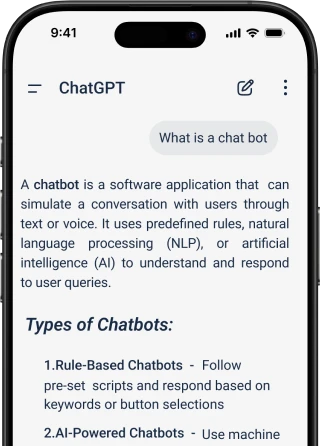 9:41
ChatGPT
What is a chat bot
A chatbot is a software application that can
simulate a conversation with users through
text or voice. It uses predefined rules, natural
language processing (NLP), or artificial
intelligence (AI) to understand and respond
to user queries.
Types of Chatbots:
1.Rule-Based Chatbots - Follow
pre-set scripts and respond based on
keywords or button selections
2.AI-Powered Chatbots - Use machine